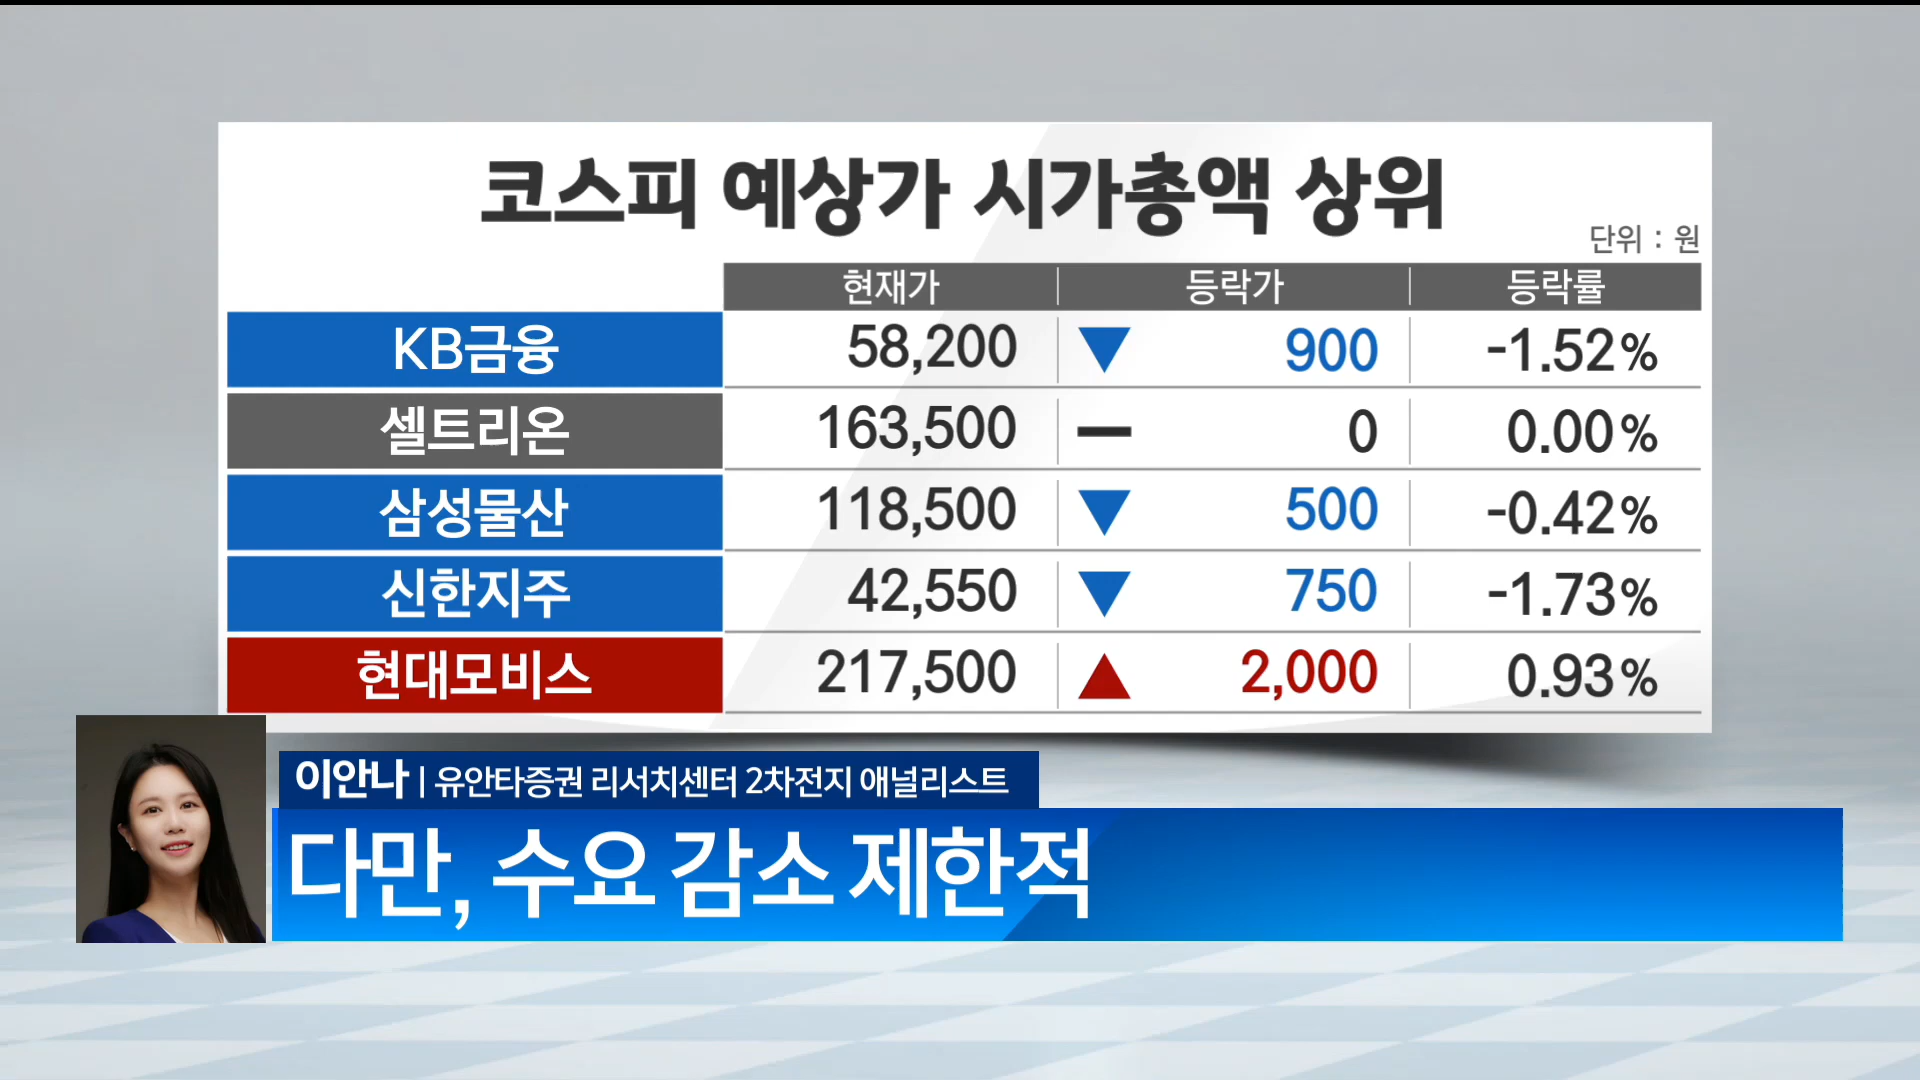 코스피 예상가 시가총액 상위
단위 : 원
현재가 등락가 등락률
KB금융 58,200 ▼ 900 -1.52%
셀트리온 163,500 — 0 0.00%
삼성물산 118,500 ▼ 500 -0.42%
신한지주 42,550 ▼ 750 -1.73%
현대모비스 217,500 ▲ 2,000 0.93%
이안나 | 유안타증권 리서치센터 2차전지 애널리스트
다만, 수요 감소 제한적